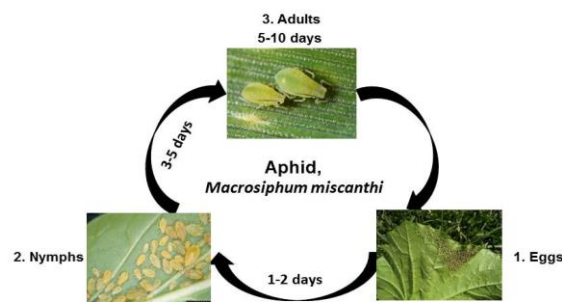 3. Adults
5-10 days
3-5 days
Aphid,
Macrosiphum miscanthi
2. Nymphs
1. Eggs
1-2 days